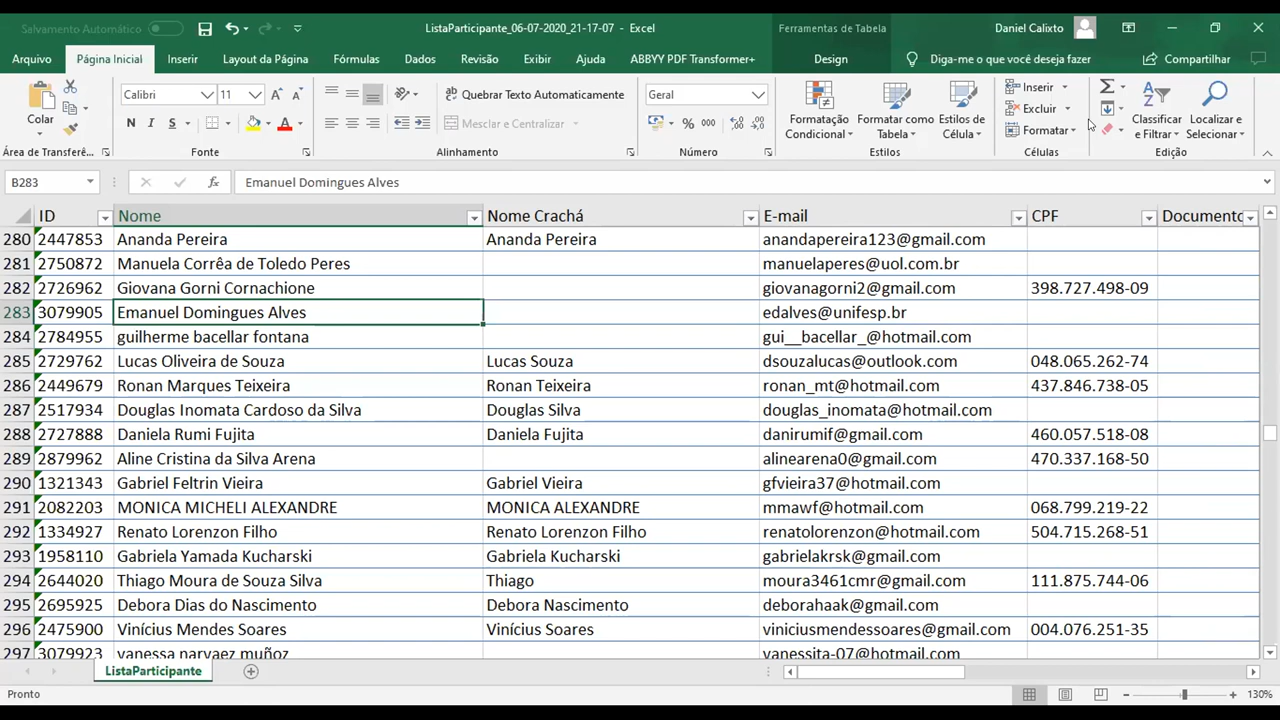 Salvamento Automático
ListaParticipante_06-07-2020_21-17-07 - Excel
Ferramentas de Tabela
Daniel Calixto
Arquivo Página Inicial Inserir Layout da Página Fórmulas Dados Revisão Exibir Ajuda ABBYY PDF Transformer+ Design Diga-me o que você deseja fazer Compartilhar
Colar
Calibri 11
Quebrar Texto Automaticamente
Geral
Formatação Condicional
Formatar como Tabela
Estilos de Célula
Inserir
Excluir
Formatar
Classificar e Filtrar
Localizar e Selecionar
N I S
Mesclar e Centralizar
% 000
Área de Transferê... Fonte Alinhamento Número Estilos Células Edição
B283 fx Emanuel Domingues Alves
ID Nome Nome Crachá E-mail CPF Documento
280 2447853 Ananda Pereira Ananda Pereira anandapereira123@gmail.com
281 2750872 Manuela Corrêa de Toledo Peres manuelaperes@uol.com.br
282 2726962 Giovana Gorni Cornachione giovanagorni2@gmail.com 398.727.498-09
283 3079905 Emanuel Domingues Alves edalves@unifesp.br
284 2784955 guilherme bacellar fontana gui__bacellar_@hotmail.com
285 2729762 Lucas Oliveira de Souza Lucas Souza dsouzalucas@outlook.com 048.065.262-74
286 2449679 Ronan Marques Teixeira Ronan Teixeira ronan_mt@hotmail.com 437.846.738-05
287 2517934 Douglas Inomata Cardoso da Silva Douglas Silva douglas_inomata@hotmail.com
288 2727888 Daniela Rumi Fujita Daniela Fujita danirumif@gmail.com 460.057.518-08
289 2879962 Aline Cristina da Silva Arena alinearena0@gmail.com 470.337.168-50
290 1321343 Gabriel Feltrin Vieira Gabriel Vieira gfvieira37@hotmail.com
291 2082203 MONICA MICHELI ALEXANDRE MONICA ALEXANDRE mmawf@hotmail.com 068.799.219-22
292 1334927 Renato Lorenzon Filho Renato Lorenzon Filho renatolorenzon@hotmail.com 504.715.268-51
293 1958110 Gabriela Yamada Kucharski Gabriela Kucharski gabrielakrsk@gmail.com
294 2644020 Thiago Moura de Souza Silva Thiago moura3461cmr@gmail.com 111.875.744-06
295 2695925 Debora Dias do Nascimento Debora Nascimento deborahaak@gmail.com
296 2475900 Vinícius Mendes Soares Vinícius Soares viniciusmendessoares@gmail.com 004.076.251-35
297 3079923 vanessa narvaez muñoz vanessita-07@hotmail.com
ListaParticipante
Pronto 130%